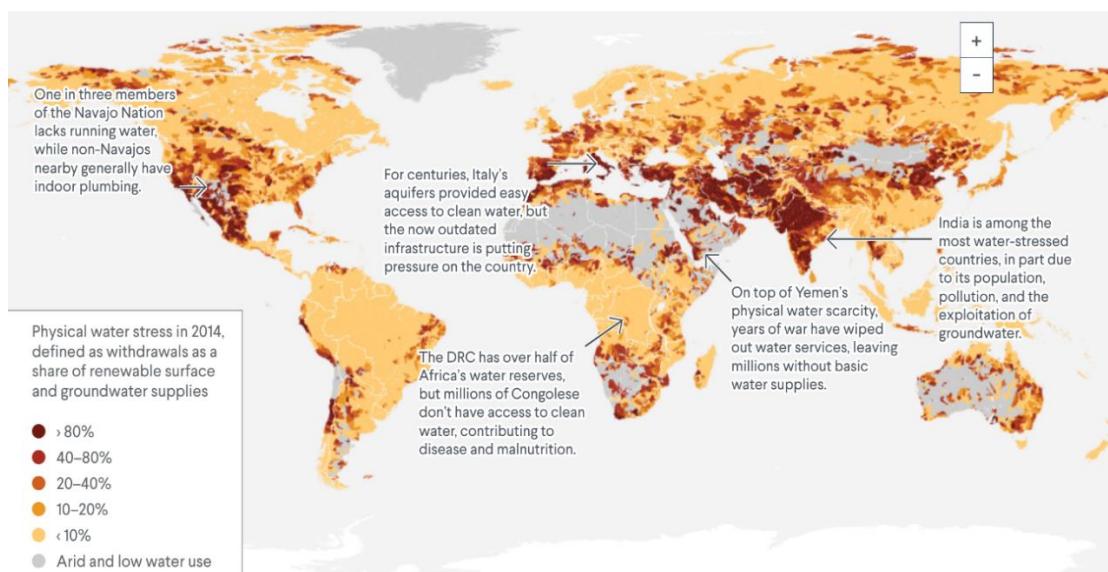 +
−
One in three members
of the Navajo Nation
lacks running water,
while non-Navajos
nearby generally have
indoor plumbing.
For centuries, Italy's
aquifers provided easy
access to clean water, but
the now outdated
infrastructure is putting
pressure on the country.
India is among the
most water-stressed
countries, in part due
to its population,
pollution, and the
exploitation of
groundwater.
On top of Yemen's
physical water scarcity,
years of war have wiped
out water services, leaving
millions without basic
water supplies.
The DRC has over half of
Africa's water reserves,
but millions of Congolese
don't have access to clean
water, contributing to
disease and malnutrition.
Physical water stress in 2014,
defined as withdrawals as a
share of renewable surface
and groundwater supplies
› 80%
40–80%
20–40%
10–20%
‹ 10%
Arid and low water use